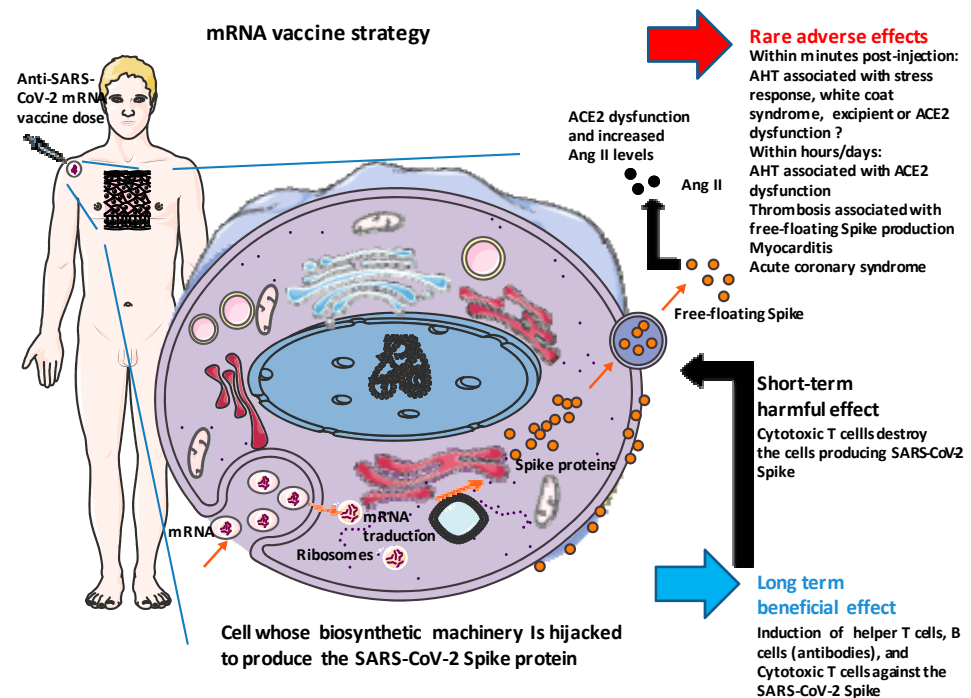 mRNA vaccine strategy
Anti-SARS-
CoV-2 mRNA
vaccine dose
ACE2 dysfunction
and increased
Ang II levels
Ang II
Rare adverse effects
Within minutes post-injection:
AHT associated with stress
response, white coat
syndrome, excipient or ACE2
dysfunction ?
Within hours/days:
AHT associated with ACE2
dysfunction
Thrombosis associated with
free-floating Spike production
Myocarditis
Acute coronary syndrome
Free-floating Spike
Short-term
harmful effect
Cytotoxic T cellls destroy
the cells producing SARS-CoV-2
Spike
Spike proteins
mRNA
mRNA
traduction
Ribosomes
Long term
beneficial effect
Induction of helper T cells, B
cells (antibodies), and
Cytotoxic T cells against the
SARS-CoV-2 Spike
Cell whose biosynthetic machinery Is hijacked
to produce the SARS-CoV-2 Spike protein